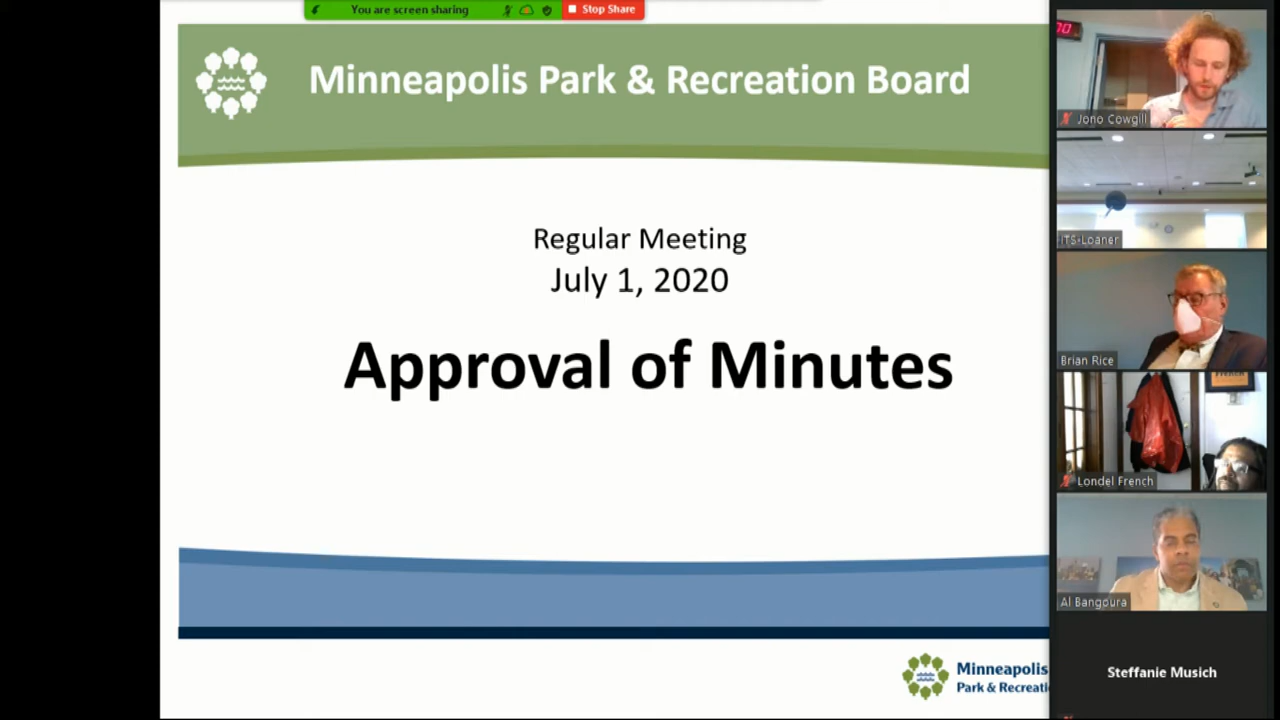 You are screen sharing
Stop Share
Minneapolis Park & Recreation Board
Regular Meeting
July 1, 2020
Approval of Minutes
Minneapolis
Park & Recreati
Jono Cowgill
ITS-Loaner
Brian Rice
Londel French
Al Bangoura
Steffanie Musich